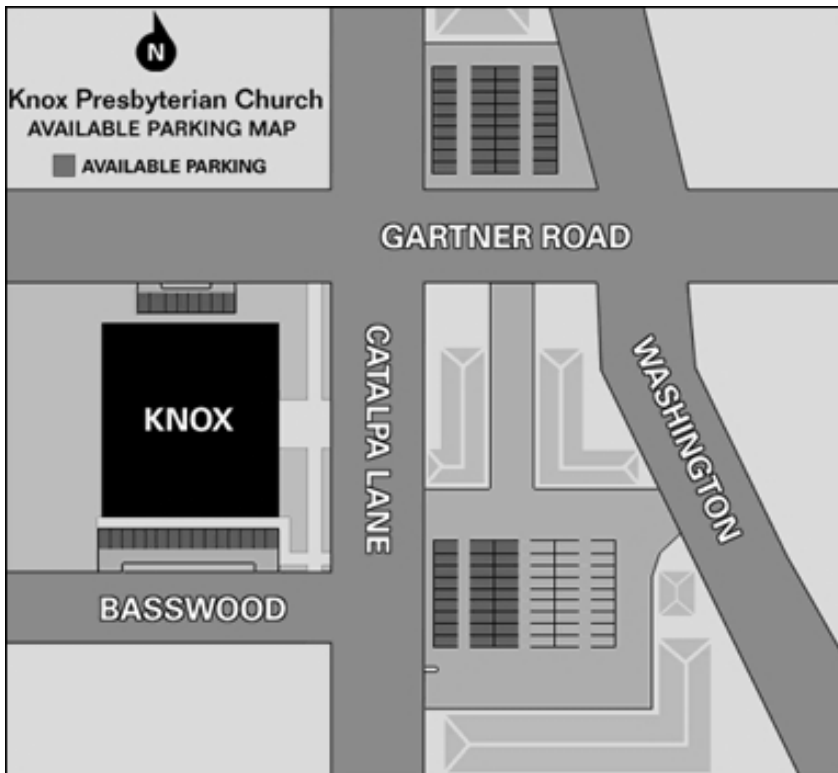 N
Knox Presbyterian Church
AVAILABLE PARKING MAP
AVAILABLE PARKING
GARTNER ROAD
CATALPA LANE
WASHINGTON
KNOX
BASSWOOD